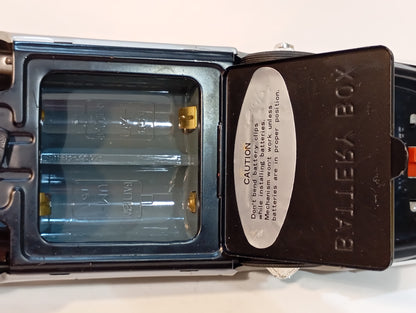 CAUTION
Don't bend battery clips
while installing batteries.
Mechanism won't work unless
batteries are in proper position.
BATTERY BOX